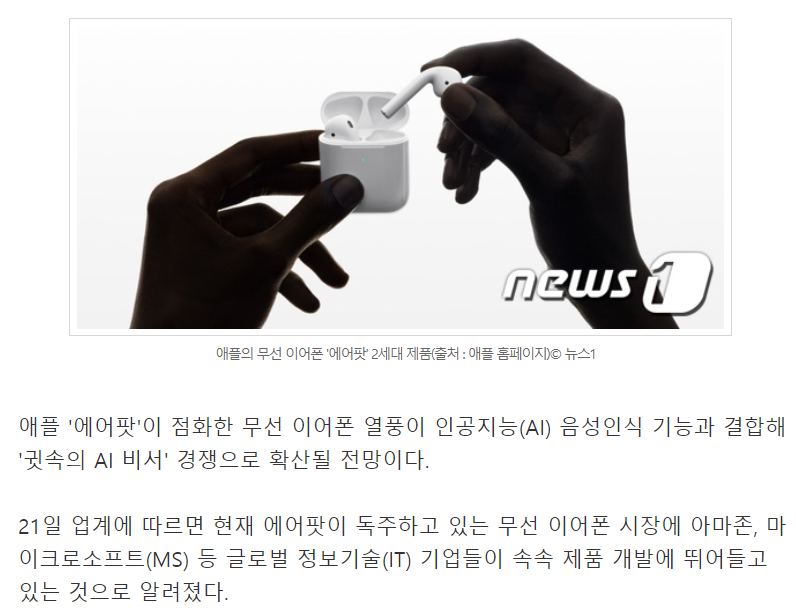 news1
애플의 무선 이어폰 '에어팟' 2세대 제품(출처 : 애플 홈페이지)© 뉴스1
애플 '에어팟'이 점화한 무선 이어폰 열풍이 인공지능(AI) 음성인식 기능과 결합해
'귓속의 AI 비서' 경쟁으로 확산될 전망이다.
21일 업계에 따르면 현재 에어팟이 독주하고 있는 무선 이어폰 시장에 아마존, 마
이크로소프트(MS) 등 글로벌 정보기술(IT) 기업들이 속속 제품 개발에 뛰어들고
있는 것으로 알려졌다.